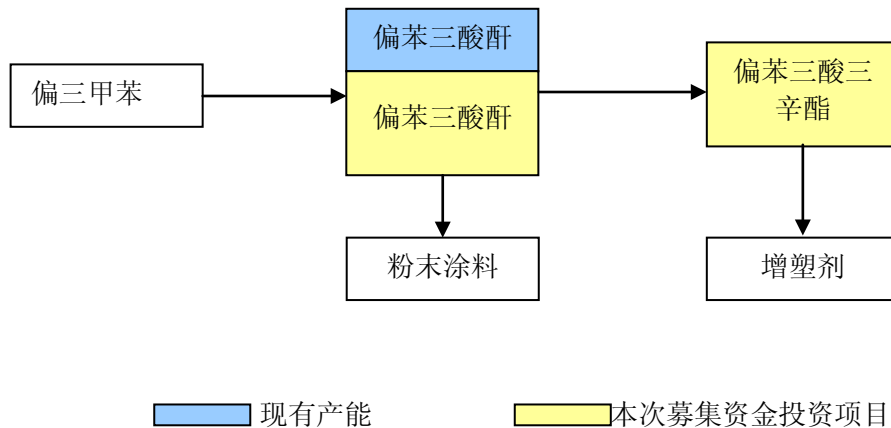 偏三甲苯
偏苯三酸酐
偏苯三酸酐
偏苯三酸三
辛酯
粉末涂料
增塑剂
现有产能
本次募集资金投资项目